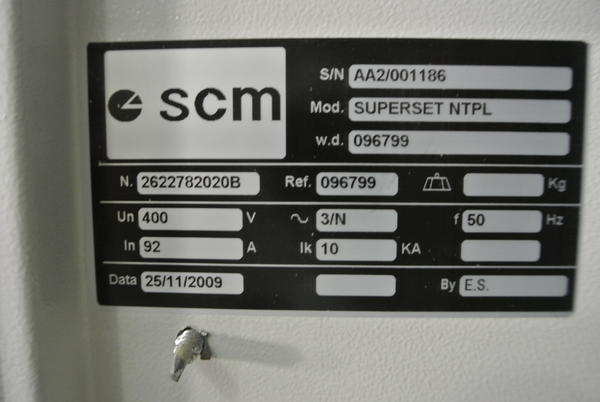 scm
S/N AA2/001186
Mod. SUPERSET NTPL
w.d. 096799
N. 2622782020B Ref. 096799 Kg
Un 400 V 3/N f 50 Hz
In 92 A Ik 10 KA
Data 25/11/2009 By E.S.